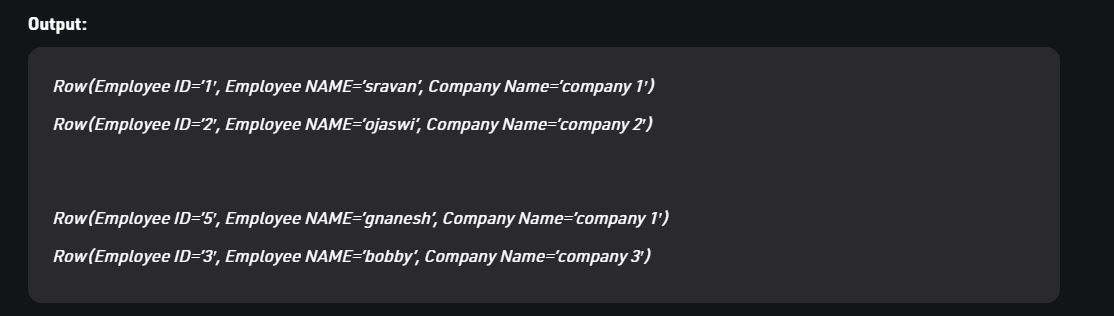 Output:
Row(Employee ID=’1′, Employee NAME=’sravan’, Company Name=’company 1′)
Row(Employee ID=’2′, Employee NAME=’ojaswi’, Company Name=’company 2′)
Row(Employee ID=’5′, Employee NAME=’gnanesh’, Company Name=’company 1′)
Row(Employee ID=’3′, Employee NAME=’bobby’, Company Name=’company 3′)